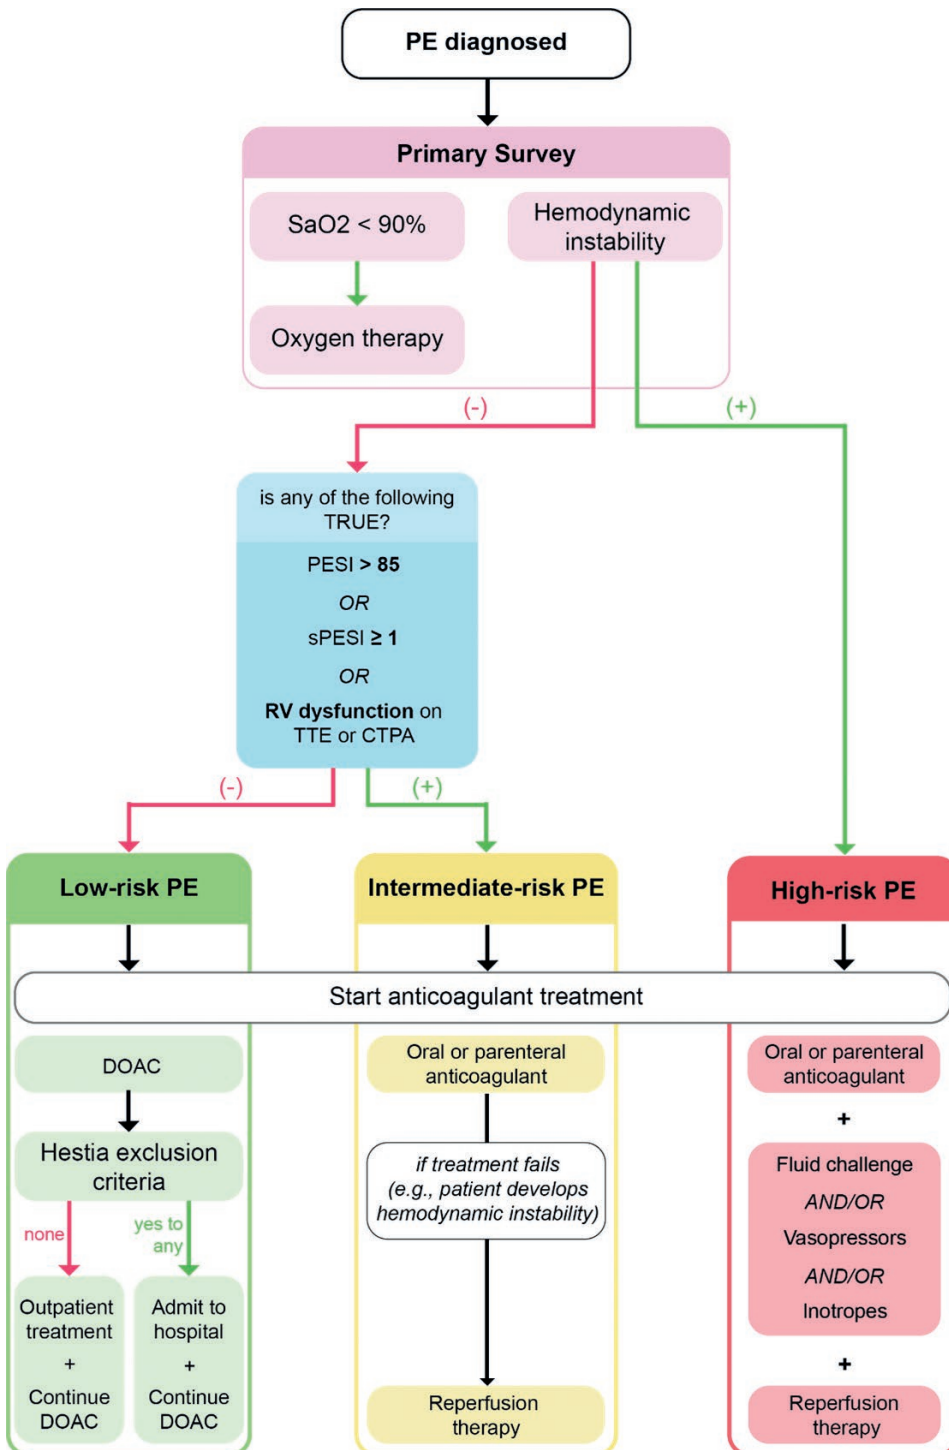 PE diagnosed
Primary Survey
SaO2 < 90%
Oxygen therapy
Hemodynamic
instability
(-)
(+)
is any of the following
TRUE?
PESI > 85
OR
sPESI ≥ 1
OR
RV dysfunction on
TTE or CTPA
(-)
(+)
Low-risk PE
Intermediate-risk PE
High-risk PE
Start anticoagulant treatment
DOAC
Hestia exclusion
criteria
none
yes to
any
Outpatient
treatment
+
Continue
DOAC
Admit to
hospital
+
Continue
DOAC
Oral or parenteral
anticoagulant
if treatment fails
(e.g., patient develops
hemodynamic instability)
Reperfusion
therapy
Oral or parenteral
anticoagulant
+
Fluid challenge
AND/OR
Vasopressors
AND/OR
Inotropes
+
Reperfusion
therapy